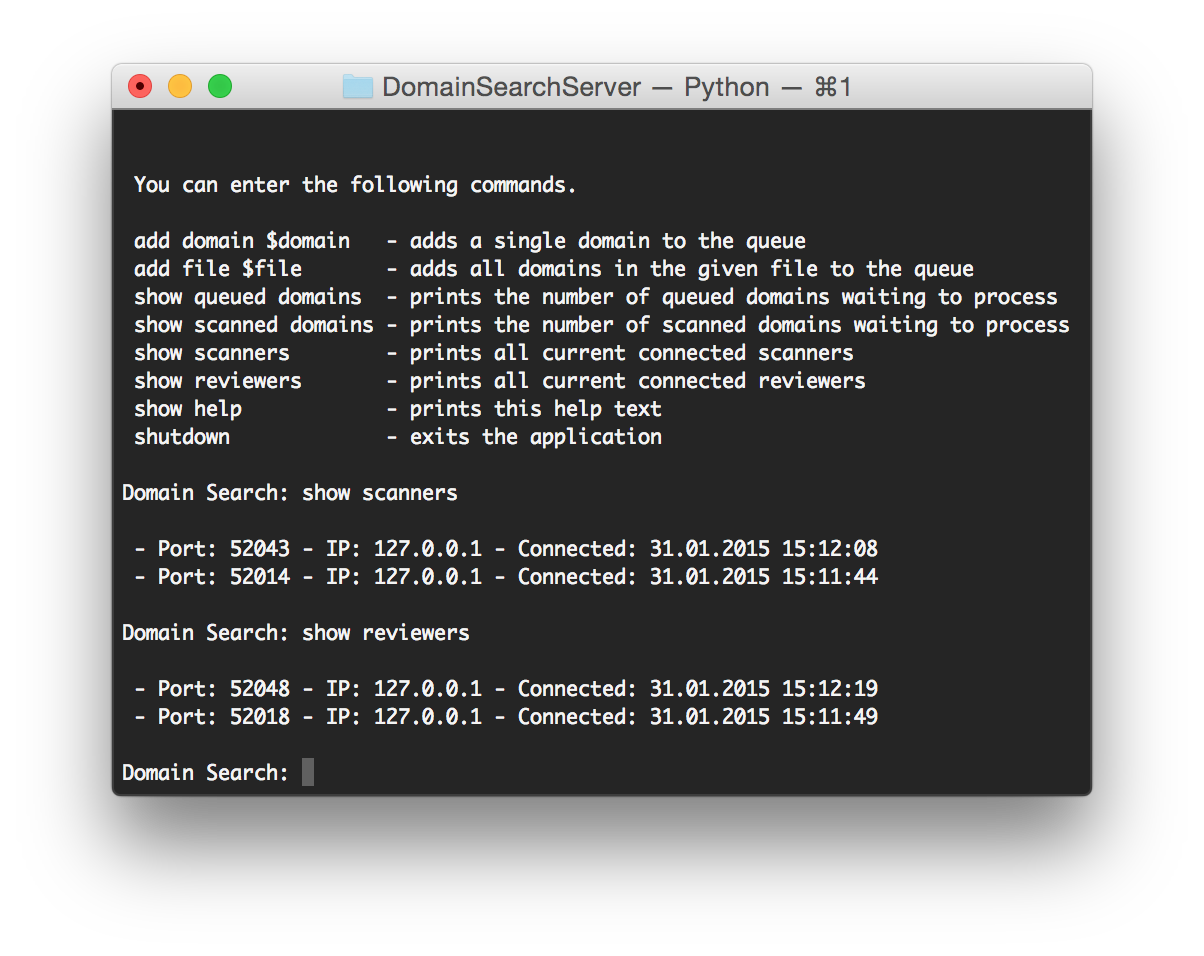 DomainSearchServer — Python — ⌘1
You can enter the following commands.
add domain $domain   - adds a single domain to the queue
add file $file       - adds all domains in the given file to the queue
show queued domains  - prints the number of queued domains waiting to process
show scanned domains - prints the number of scanned domains waiting to process
show scanners        - prints all current connected scanners
show reviewers       - prints all current connected reviewers
show help            - prints this help text
shutdown             - exits the application
Domain Search: show scanners
- Port: 52043 - IP: 127.0.0.1 - Connected: 31.01.2015 15:12:08
- Port: 52014 - IP: 127.0.0.1 - Connected: 31.01.2015 15:11:44
Domain Search: show reviewers
- Port: 52048 - IP: 127.0.0.1 - Connected: 31.01.2015 15:12:19
- Port: 52018 - IP: 127.0.0.1 - Connected: 31.01.2015 15:11:49
Domain Search: